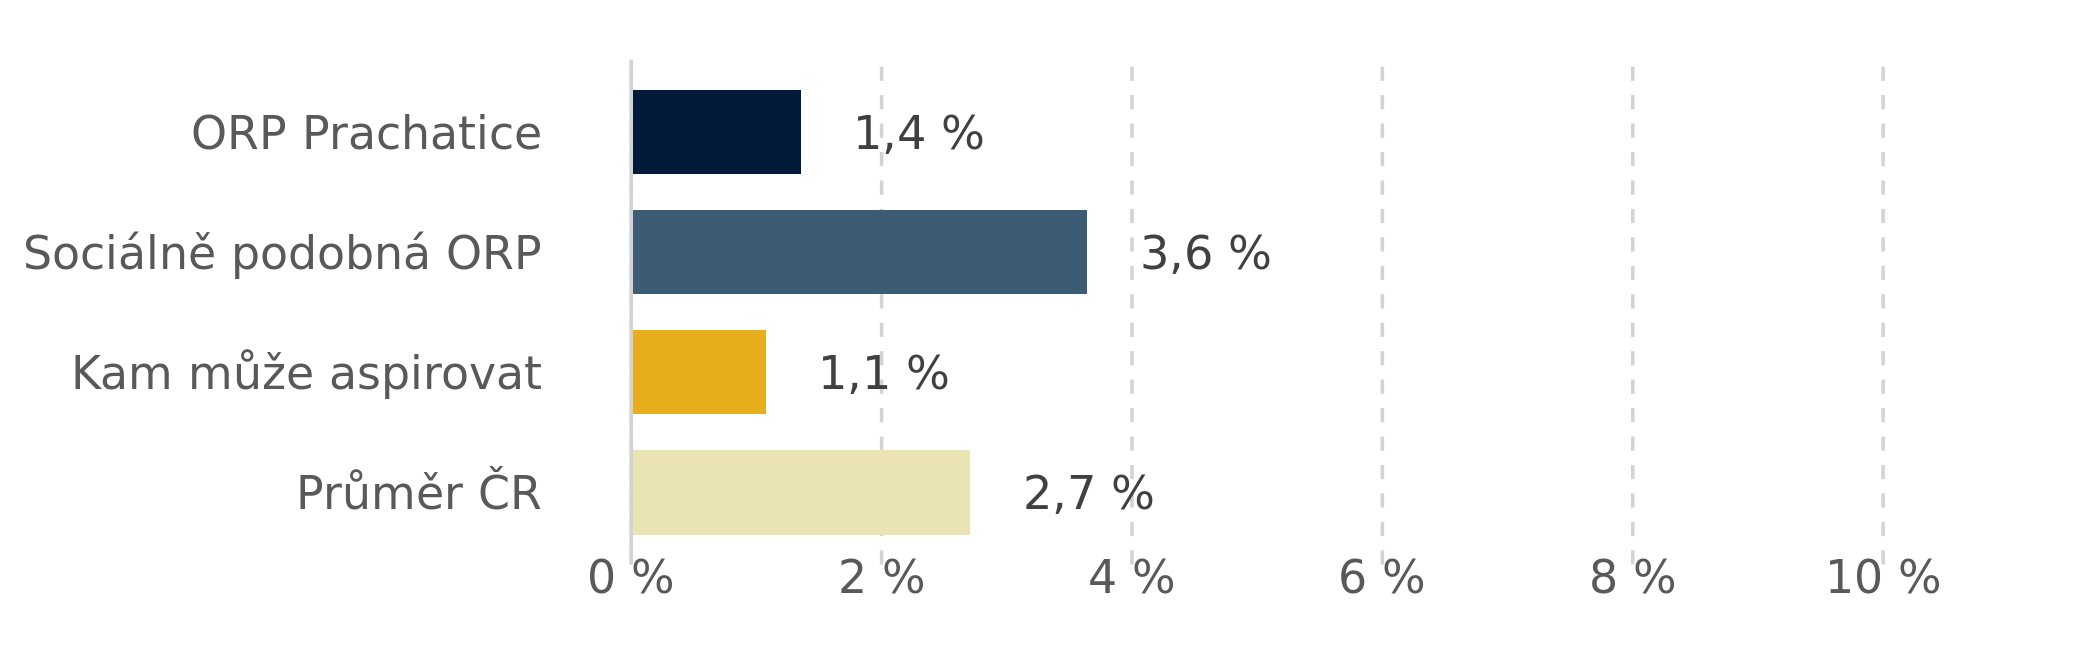 ORP Prachatice 1,4 %
Sociálně podobná ORP 3,6 %
Kam může aspirovat 1,1 %
Průměr ČR 2,7 %
0 % 2 % 4 % 6 % 8 % 10 %